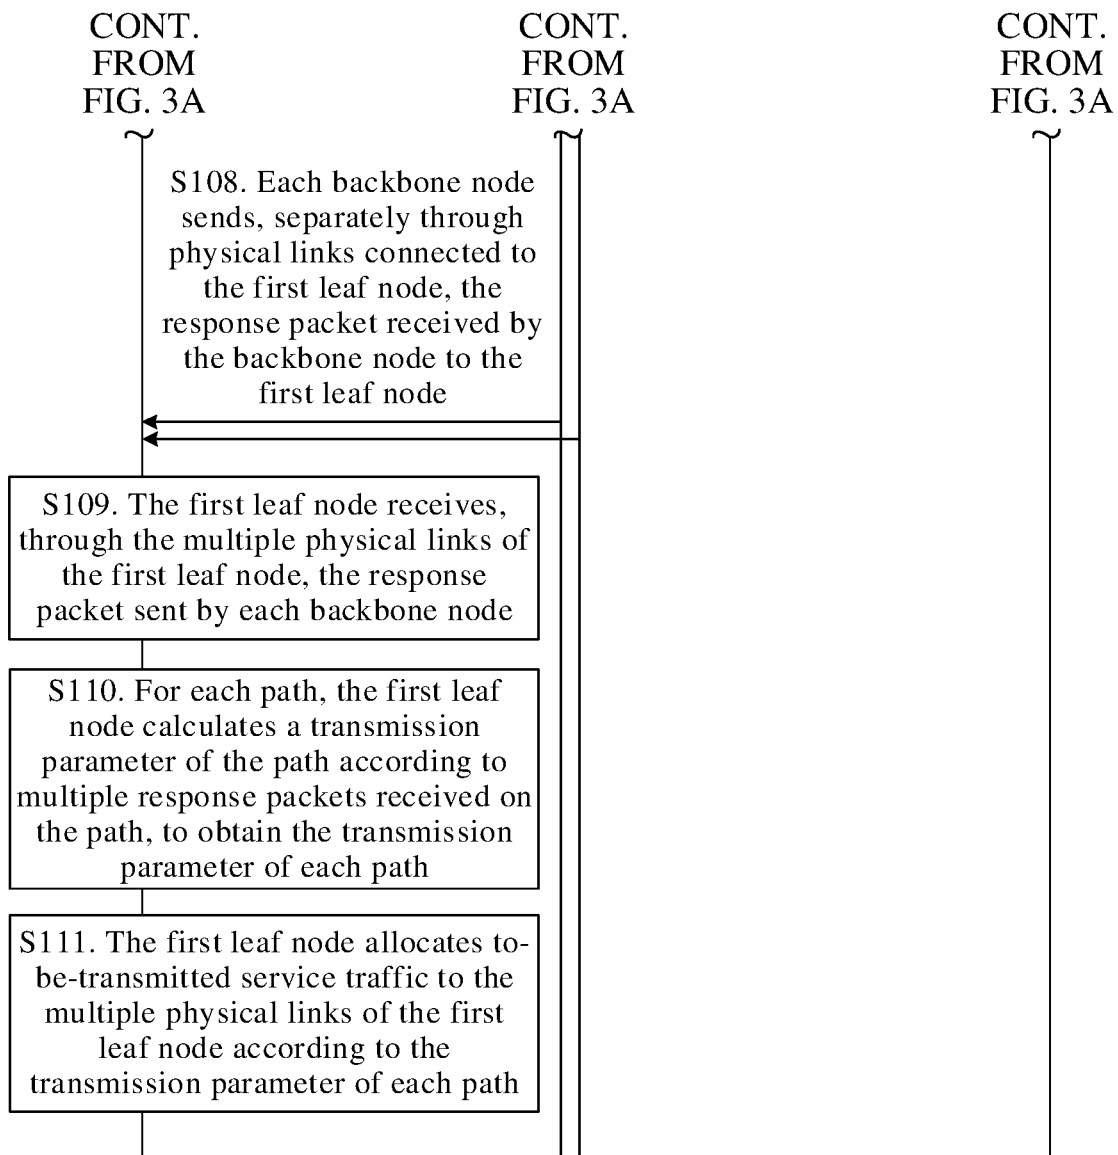 CONT.
FROM
FIG. 3A
CONT.
FROM
FIG. 3A
CONT.
FROM
FIG. 3A
S108. Each backbone node
sends, separately through
physical links connected to
the first leaf node, the
response packet received by
the backbone node to the
first leaf node
S109. The first leaf node receives,
through the multiple physical links of
the first leaf node, the response
packet sent by each backbone node
S110. For each path, the first leaf
node calculates a transmission
parameter of the path according to
multiple response packets received on
the path, to obtain the transmission
parameter of each path
S111. The first leaf node allocates to-
be-transmitted service traffic to the
multiple physical links of the first
leaf node according to the
transmission parameter of each path